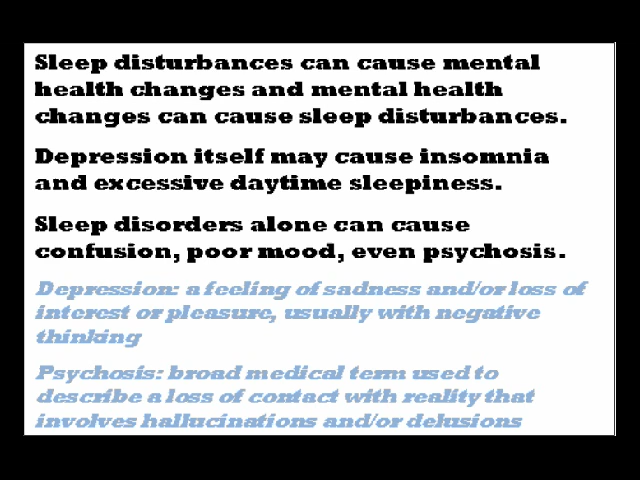 Sleep disturbances can cause mental
health changes and mental health
changes can cause sleep disturbances.
Depression itself may cause insomnia
and excessive daytime sleepiness.
Sleep disorders alone can cause
confusion, poor mood, even psychosis.
Depression: a feeling of sadness and/or loss of
interest or pleasure, usually with negative
thinking
Psychosis: broad medical term used to
describe a loss of contact with reality that
involves hallucinations and/or delusions